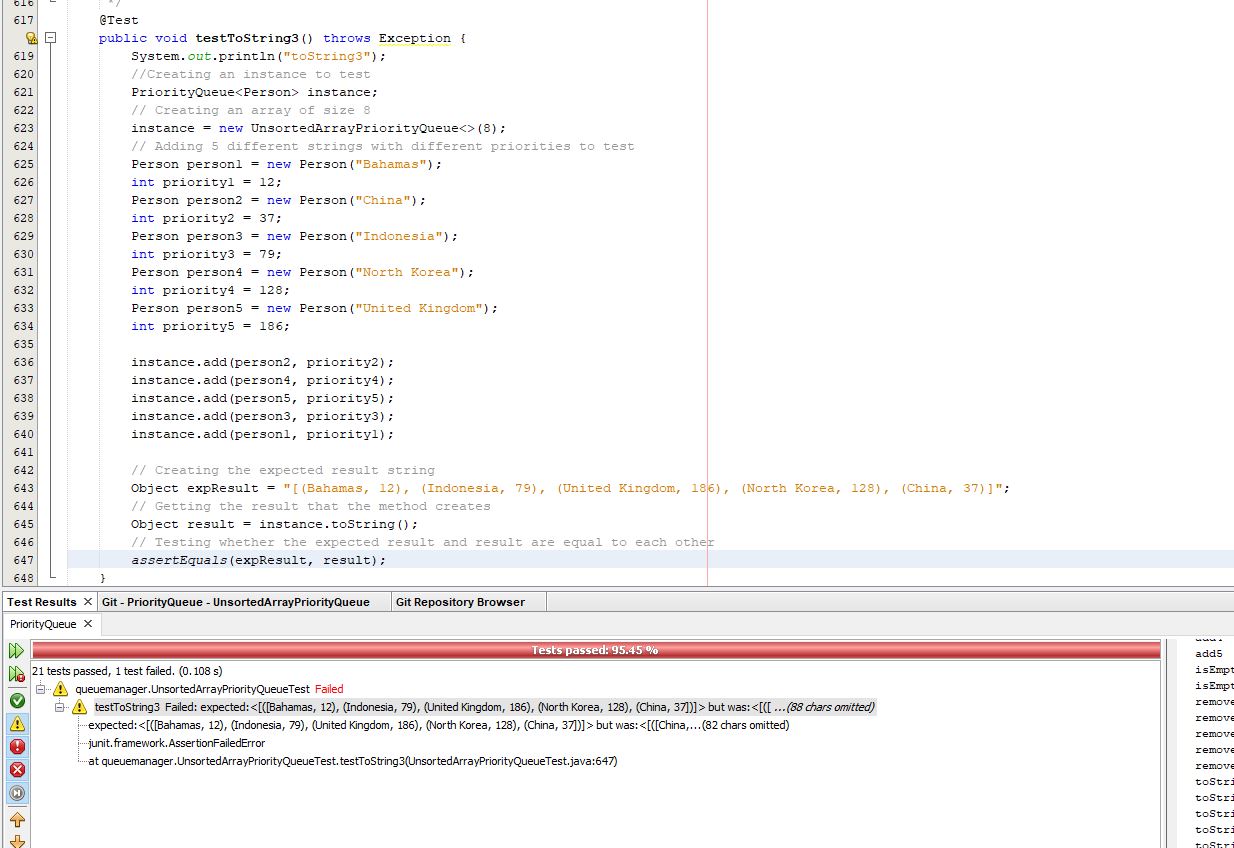 616 */
617 @Test
public void testToString3() throws Exception {
619 System.out.println("toString3");
620 //Creating an instance to test
621 PriorityQueue<Person> instance;
622 // Creating an array of size 8
623 instance = new UnsortedArrayPriorityQueue<>(8);
624 // Adding 5 different strings with different priorities to test
625 Person person1 = new Person("Bahamas");
626 int priority1 = 12;
627 Person person2 = new Person("China");
628 int priority2 = 37;
629 Person person3 = new Person("Indonesia");
630 int priority3 = 79;
631 Person person4 = new Person("North Korea");
632 int priority4 = 128;
633 Person person5 = new Person("United Kingdom");
634 int priority5 = 186;
635
636 instance.add(person2, priority2);
637 instance.add(person4, priority4);
638 instance.add(person5, priority5);
639 instance.add(person3, priority3);
640 instance.add(person1, priority1);
641
642 // Creating the expected result string
643 Object expResult = "[(Bahamas, 12), (Indonesia, 79), (United Kingdom, 186), (North Korea, 128), (China, 37)]";
644 // Getting the result that the method creates
645 Object result = instance.toString();
646 // Testing whether the expected result and result are equal to each other
647 assertEquals(expResult, result);
648 }
Test Results Git - PriorityQueue - UnsortedArrayPriorityQueue Git Repository Browser
PriorityQueue
Tests passed: 95.45 %
21 tests passed, 1 test failed. (0.108 s)
queuemanager.UnsortedArrayPriorityQueueTest Failed
testToString3 Failed: expected:<[([Bahamas, 12), (Indonesia, 79), (United Kingdom, 186), (North Korea, 128), (China, 37])]> but was:<[([ ...(88 chars omitted)
expected:<[([Bahamas, 12), (Indonesia, 79), (United Kingdom, 186), (North Korea, 128), (China, 37])]> but was:<[([China,...(82 chars omitted)
junit.framework.AssertionFailedError
at queuemanager.UnsortedArrayPriorityQueueTest.testToString3(UnsortedArrayPriorityQueueTest.java:647)
add5
isEmpt
isEmpt
remove
remove
remove
remove
remove
toStri
toStri
toStri
toStri
toStri